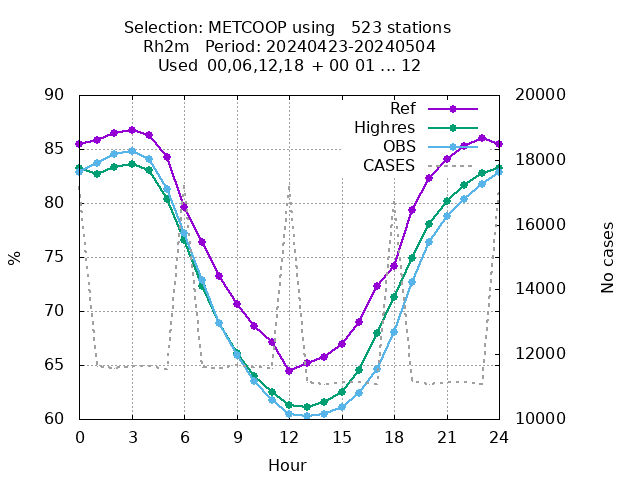 Selection: METCOOP using 523 stations
Rh2m Period: 20240423-20240504
Used 00,06,12,18 + 00 01 ... 12
90 20000
Ref
Highres
85 OBS 18000
CASES
80 16000
% 75 No cases
14000
70
65 12000
60 10000
0 3 6 9 12 15 18 21 24
Hour